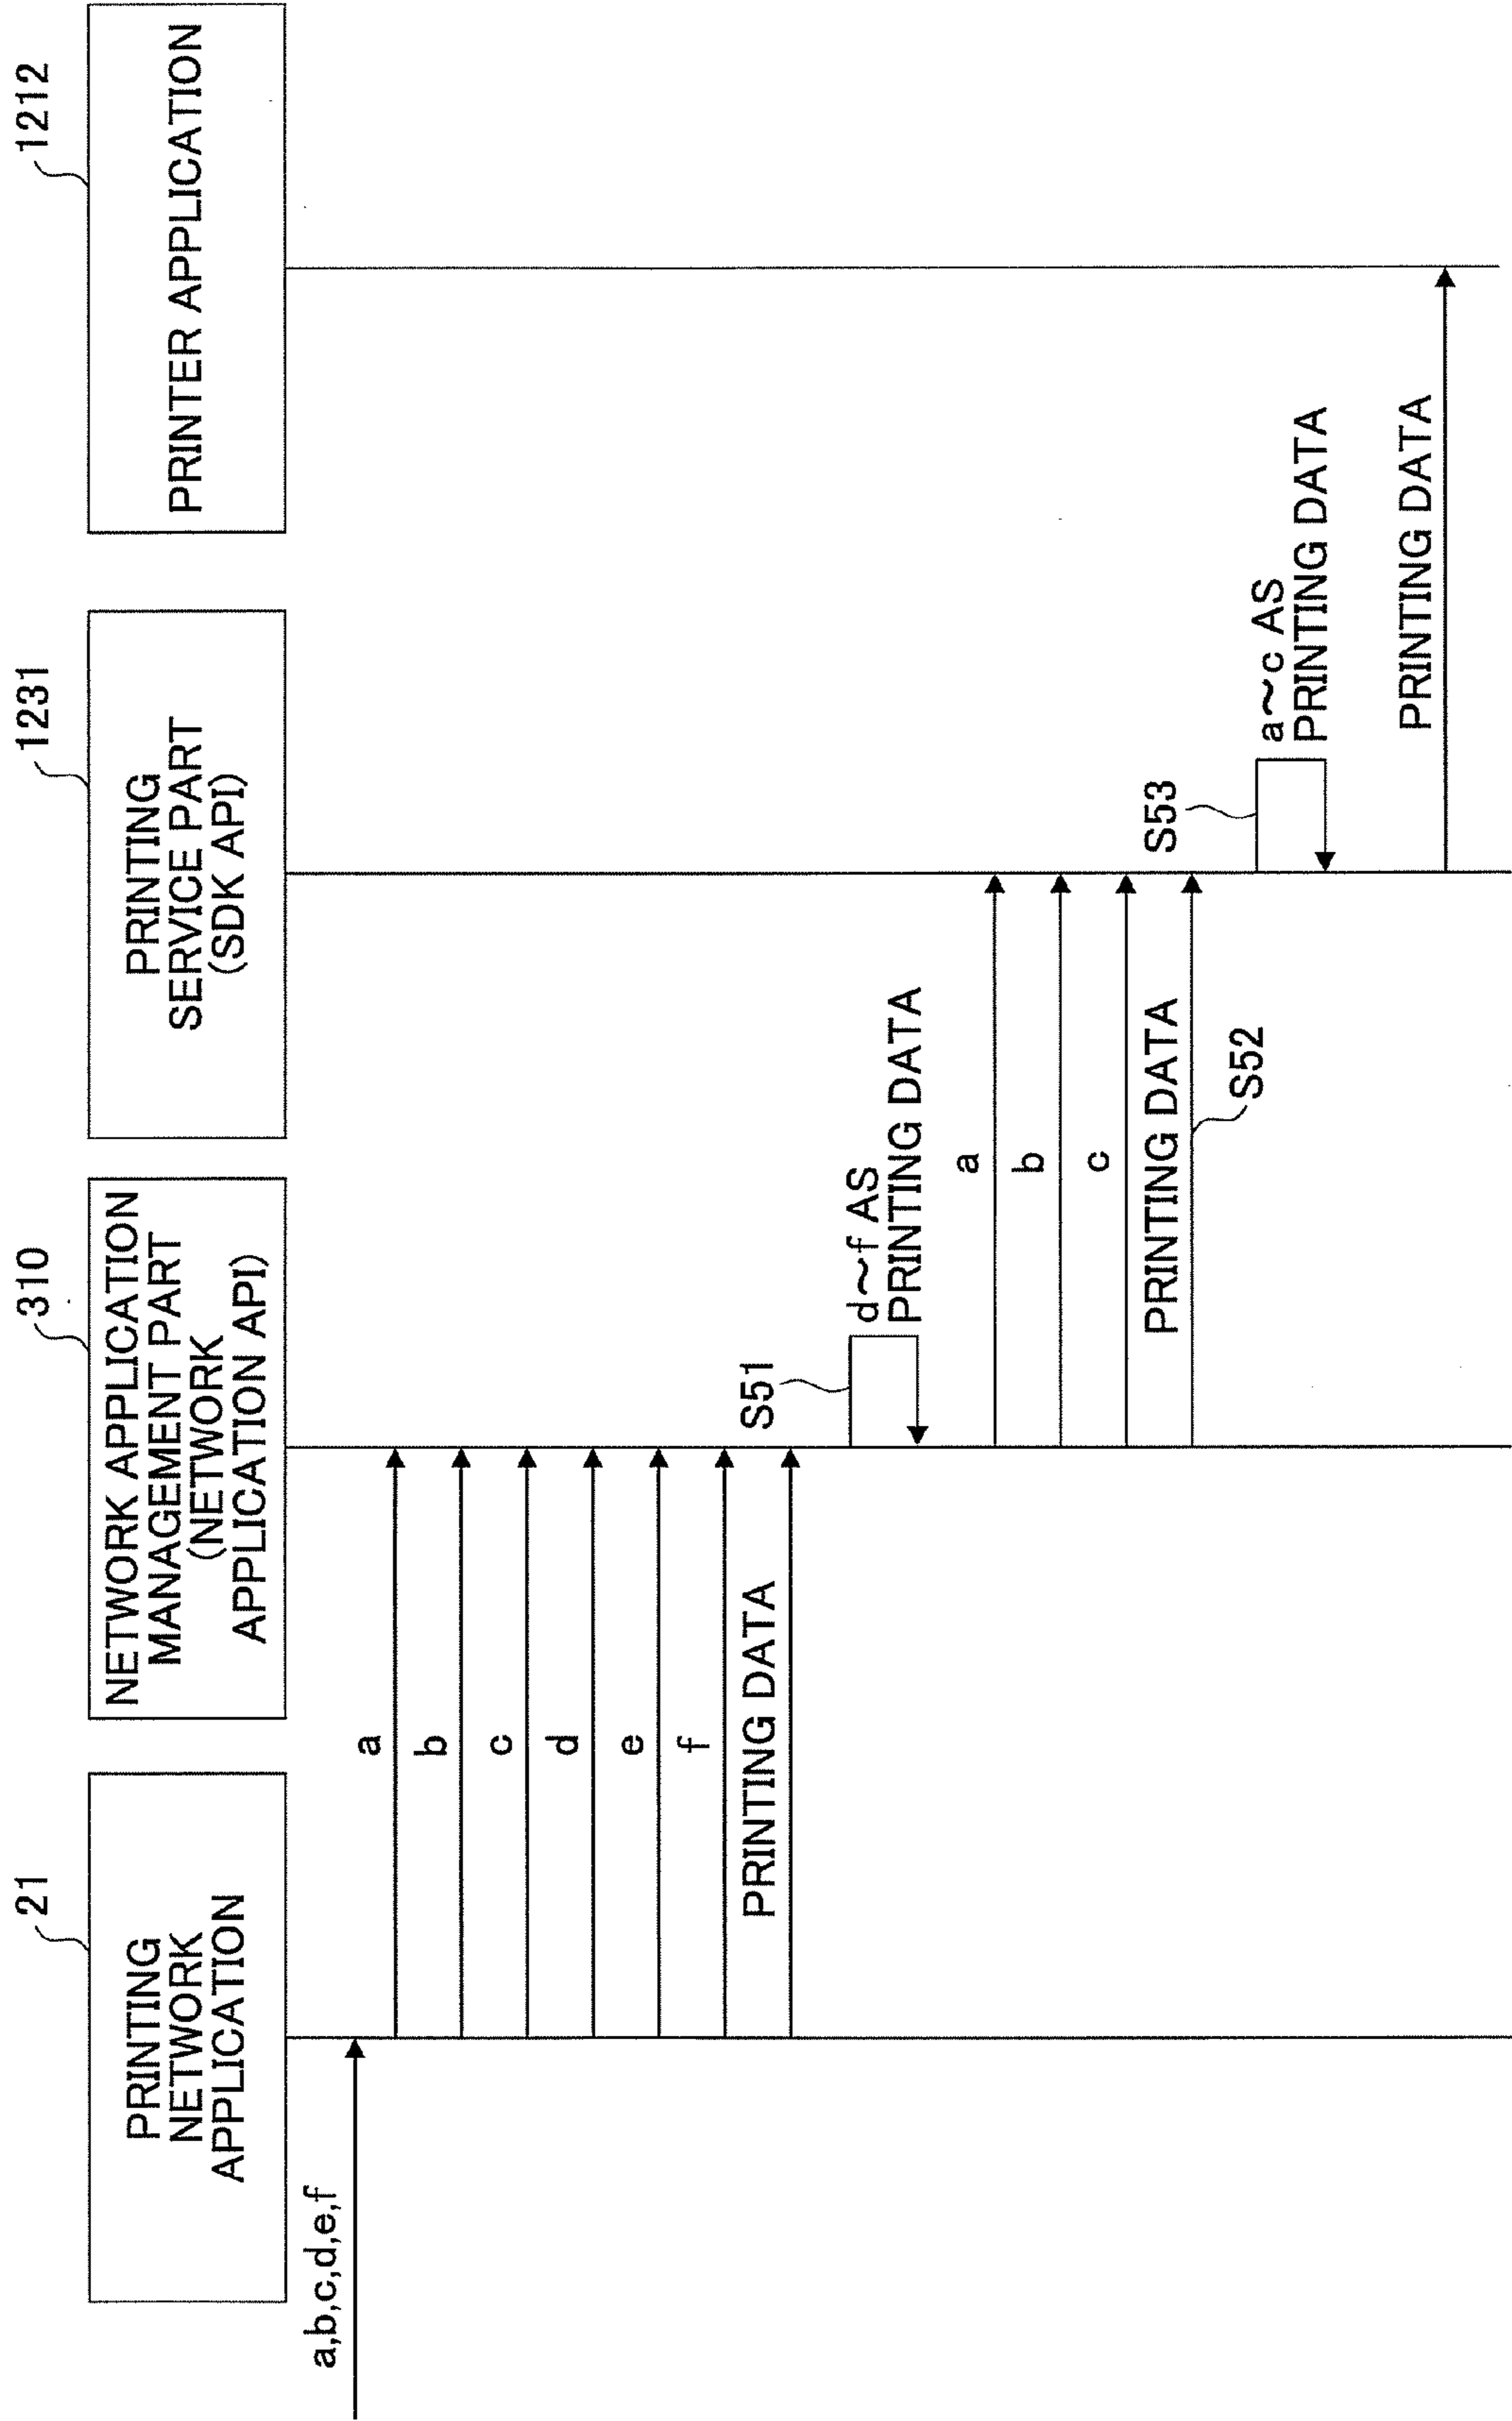 21
PRINTING
NETWORK
APPLICATION
310
NETWORK APPLICATION
MANAGEMENT PART
(NETWORK
APPLICATION API)
1231
PRINTING
SERVICE PART
(SDK API)
1212
PRINTER APPLICATION
a,b,c,d,e,f
a
b
c
d
e
f
PRINTING DATA
S51
d~f AS
PRINTING DATA
a
b
c
PRINTING DATA
S52
S53
a~c AS
PRINTING DATA
PRINTING DATA